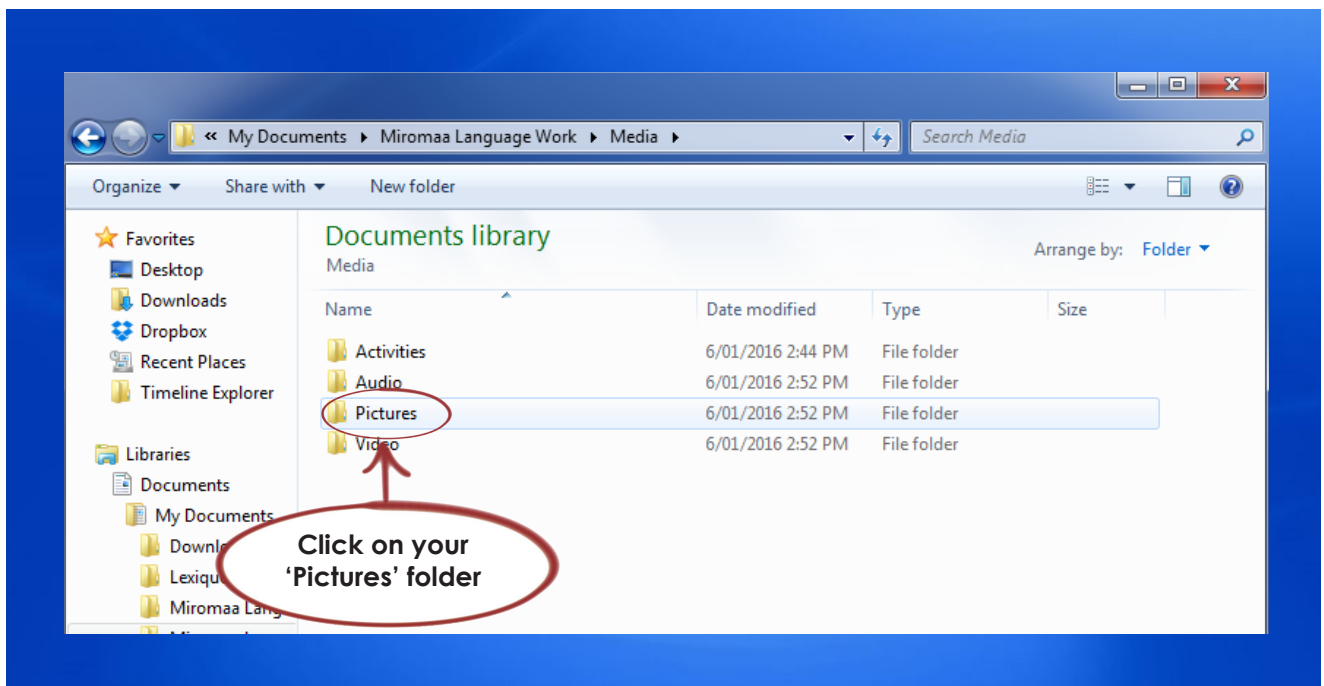 « My Documents ▸ Miromaa Language Work ▸ Media ▸
Search Media
Organize ▼ Share with ▼ New folder
Favorites
Desktop
Downloads
Dropbox
Recent Places
Timeline Explorer
Libraries
Documents
My Documents
Documents library
Media
Arrange by: Folder ▼
Name Date modified Type Size
Activities 6/01/2016 2:44 PM File folder
Audio 6/01/2016 2:52 PM File folder
Pictures 6/01/2016 2:52 PM File folder
Video 6/01/2016 2:52 PM File folder
Click on your
‘Pictures’ folder
Miromaa